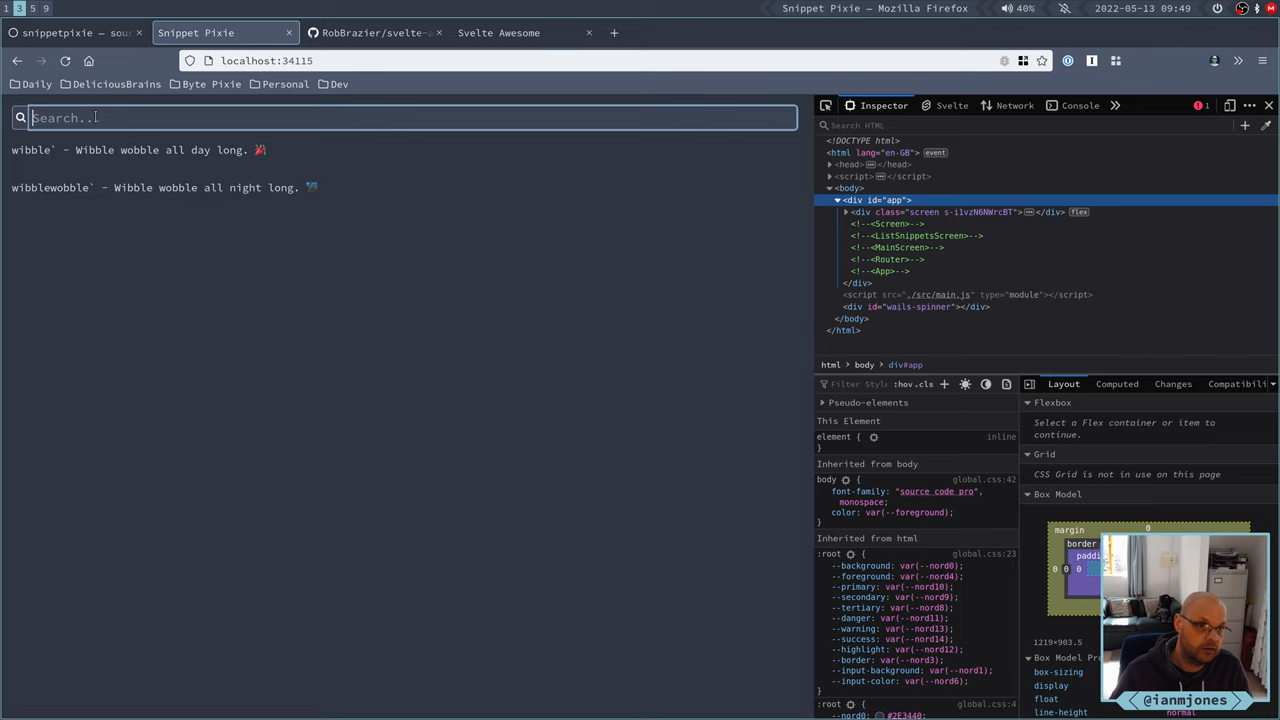 1 3 5 9
Snippet Pixie — Mozilla Firefox
40%
2022-05-13 09:49
snippetpixie — sour
Snippet Pixie
RobBrazier/svelte-a
Svelte Awesome
localhost:34115
Daily
DeliciousBrains
Byte Pixie
Personal
Dev
Search...
wibble` - Wibble wobble all day long. 🎉
wibblewobble` - Wibble wobble all night long.
Inspector
Svelte
Network
Console
1
Search HTML
<!DOCTYPE html>
<html lang="en-GB"> event
<head> </head>
<script> </script>
<body>
<div id="app">
<div class="screen s-i1vzN6NWrcBT"> </div> flex
<!--<Screen>-->
<!--<ListSnippetsScreen>-->
<!--<MainScreen>-->
<!--<Router>-->
<!--<App>-->
</div>
<script src="./src/main.js" type="module"></script>
<div id="wails-spinner"></div>
</body>
</html>
html
body
div#app
Filter Style
:hov .cls
Layout
Computed
Changes
Compatibili
Pseudo-elements
This Element
element { inline
}
Inherited from body
body { global.css:42
font-family: "source code pro",
monospace;
color: var(--foreground);
}
Inherited from html
:root { global.css:23
--background: var(--nord0);
--foreground: var(--nord4);
--primary: var(--nord10);
--secondary: var(--nord9);
--tertiary: var(--nord8);
--danger: var(--nord11);
--warning: var(--nord13);
--success: var(--nord14);
--highlight: var(--nord12);
--border: var(--nord3);
--input-background: var(--nord1);
--input-color: var(--nord6);
}
:root { global.css:4
--nord0: #2E3440
Flexbox
Select a Flex container or item to
continue.
Grid
CSS Grid is not in use on this page
Box Model
margin
0
border
paddi
0 0 0
1219×903.5
Box Model Pro
box-sizing
display
float
line-height
@ianmjones